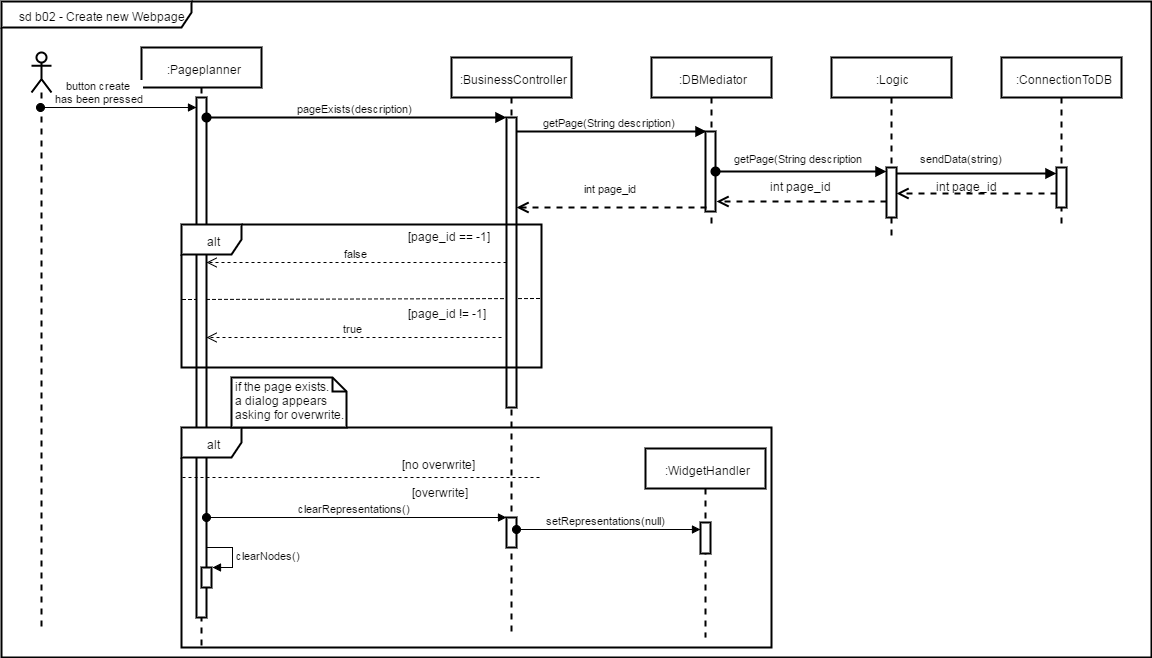 sd b02 - Create new Webpage
:Pageplanner
:BusinessController
:DBMediator
:Logic
:ConnectionToDB
button create
has been pressed
pageExists(description)
getPage(String description)
getPage(String description
sendData(string)
int page_id
int page_id
int page_id
alt
[page_id == -1]
false
[page_id != -1]
true
if the page exists.
a dialog appears
asking for overwrite.
alt
[no overwrite]
:WidgetHandler
[overwrite]
clearRepresentations()
setRepresentations(null)
clearNodes()